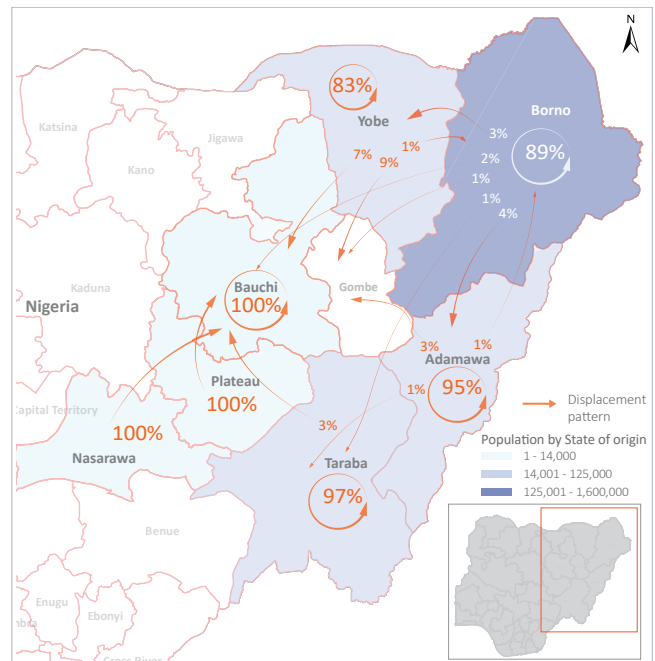 N
83%
Yobe
Borno
Katsina
Jigawa
3%
1%
89%
7%
9%
2%
Kano
1%
1%
4%
Kaduna
Bauchi
100%
Gombe
Nigeria
3%
1%
Adamawa
Plateau
95%
1%
100%
Displacement
pattern
Capital Territory
3%
100%
Population by State of origin
Nasarawa
1 - 14,000
Taraba
14,001 - 125,000
97%
125,001 - 1,600,000
Benue
Enugu
Ebonyi
mbra
Cross River